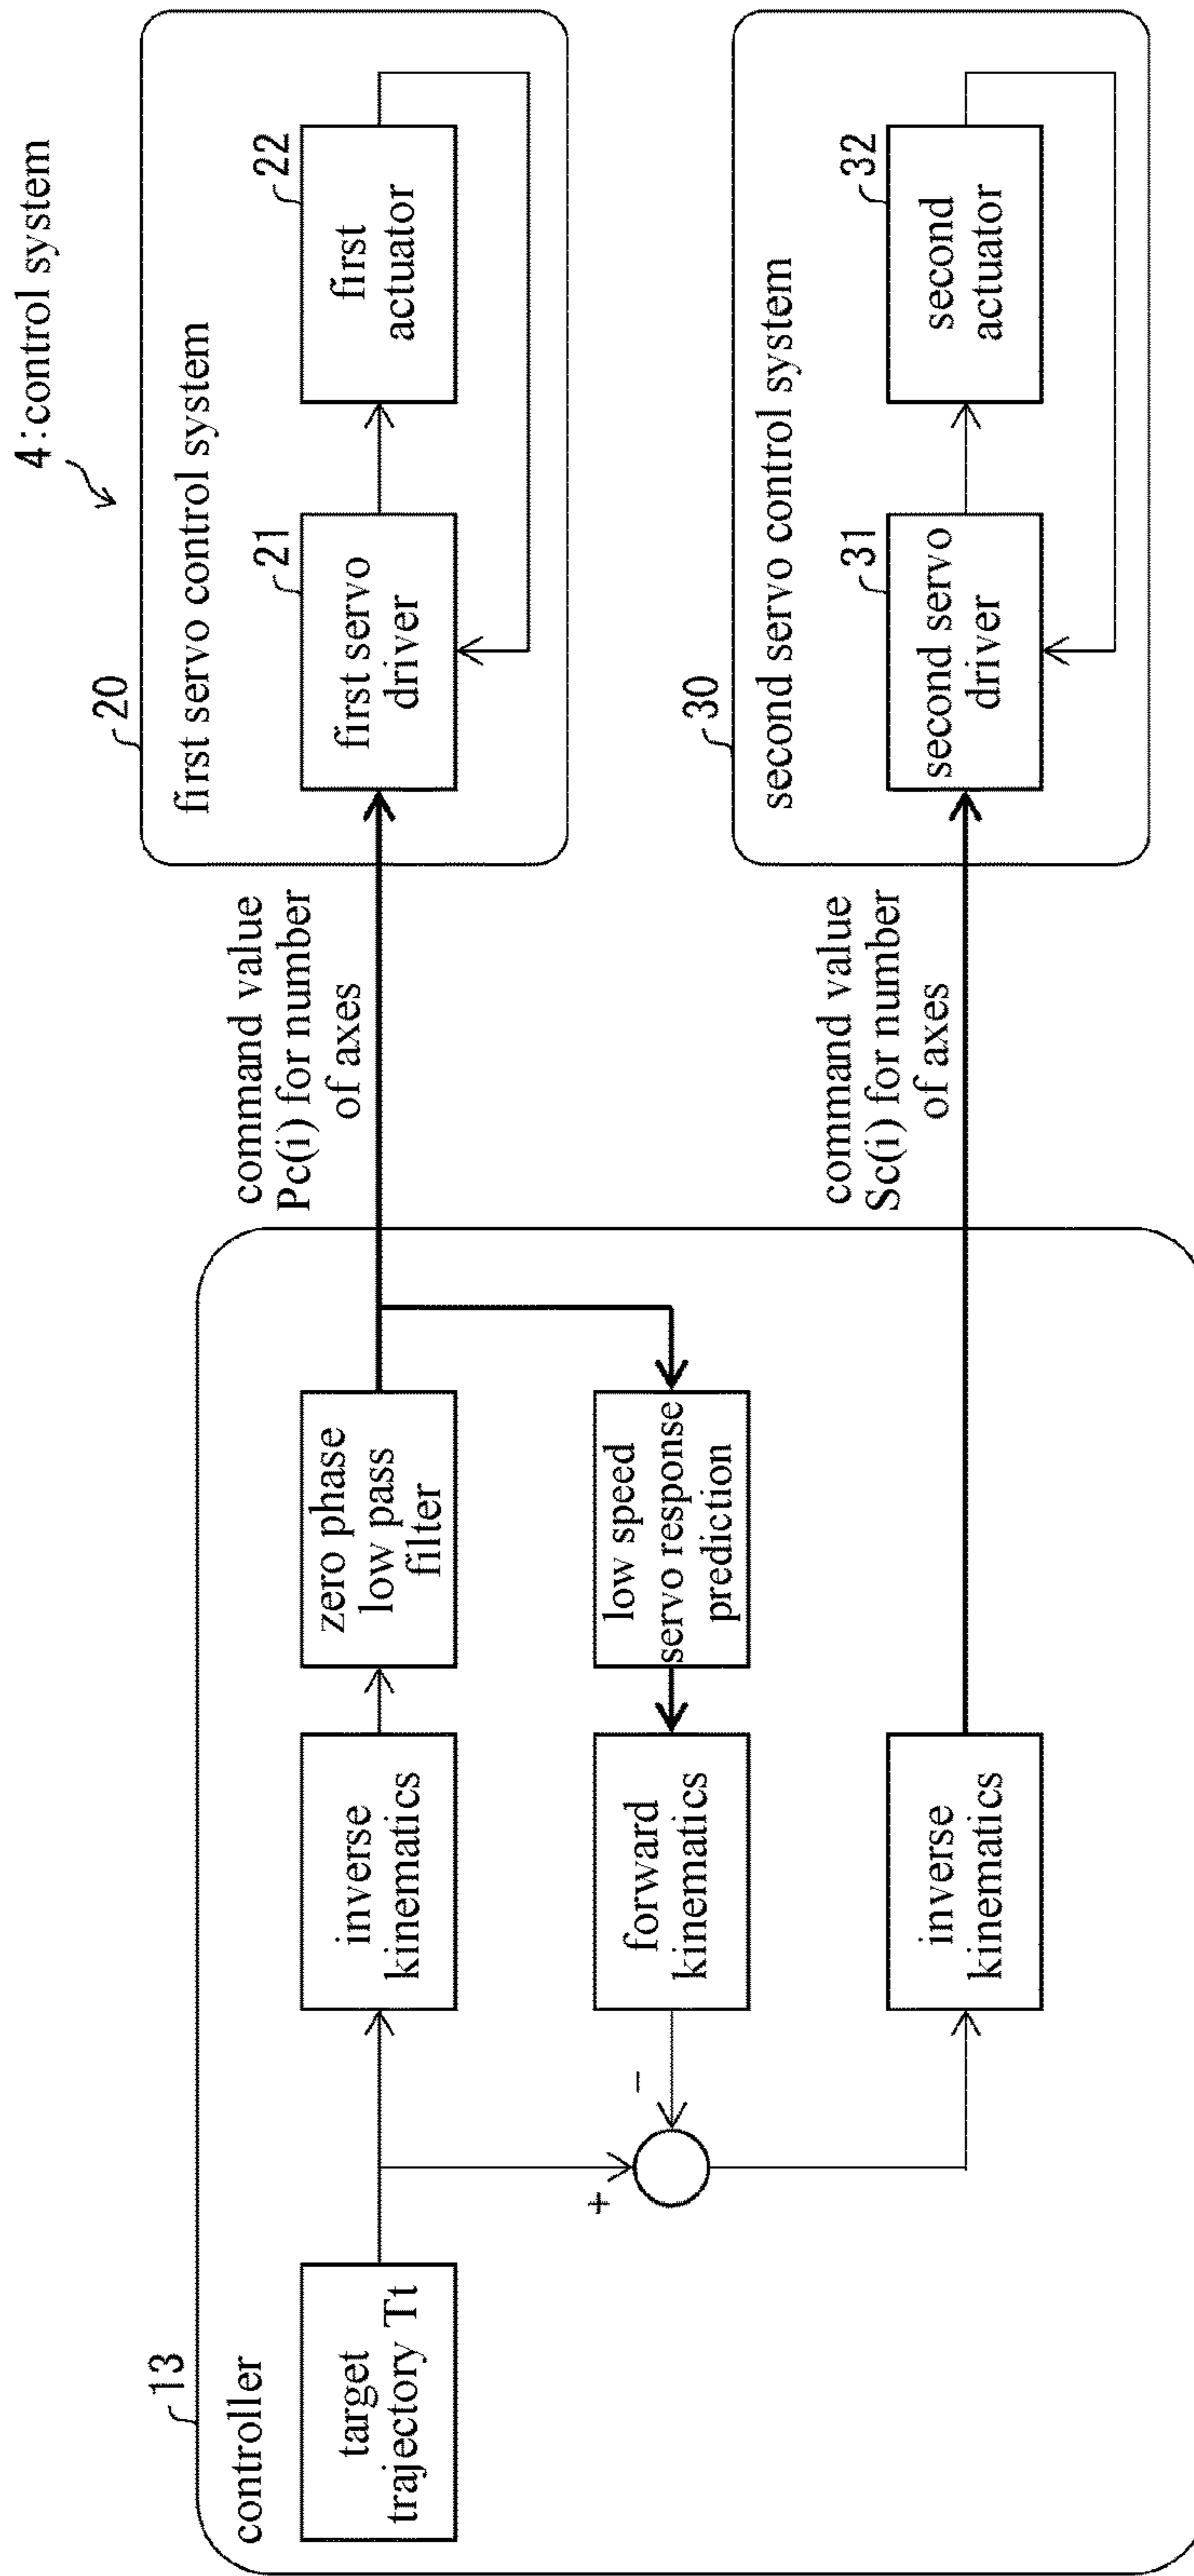 4:control system
13
controller
target
trajectory Tt
inverse
kinematics
zero phase
low pass
filter
+
−
forward
kinematics
low speed
servo response
prediction
inverse
kinematics
command value
Pc(i) for number
of axes
command value
Sc(i) for number
of axes
20
first servo control system
21
first servo
driver
22
first
actuator
30
second servo control system
31
second servo
driver
32
second
actuator